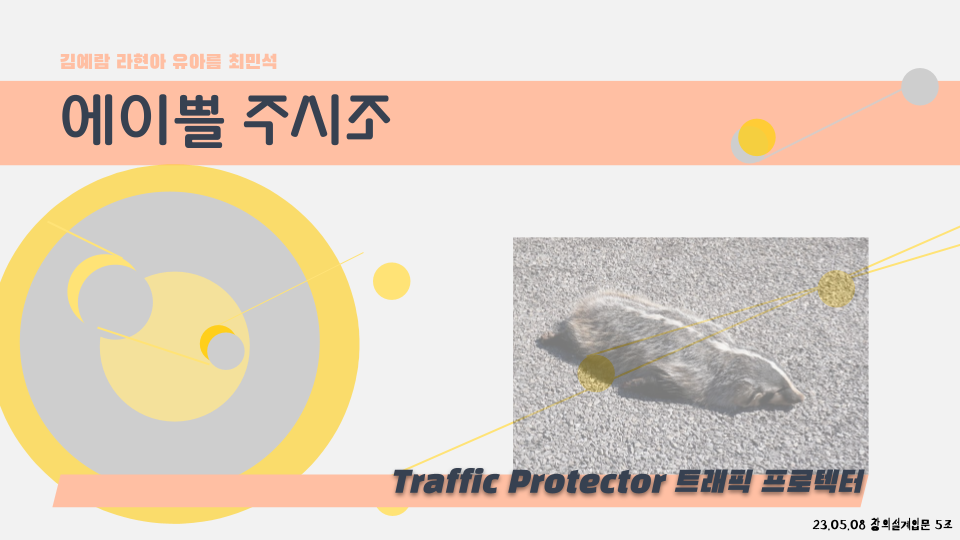 김예람 라현아 유아름 최민석
에이쁠 주시조
Traffic Protector 트래픽 프로텍터
23.05.08 창의설계입문 5조